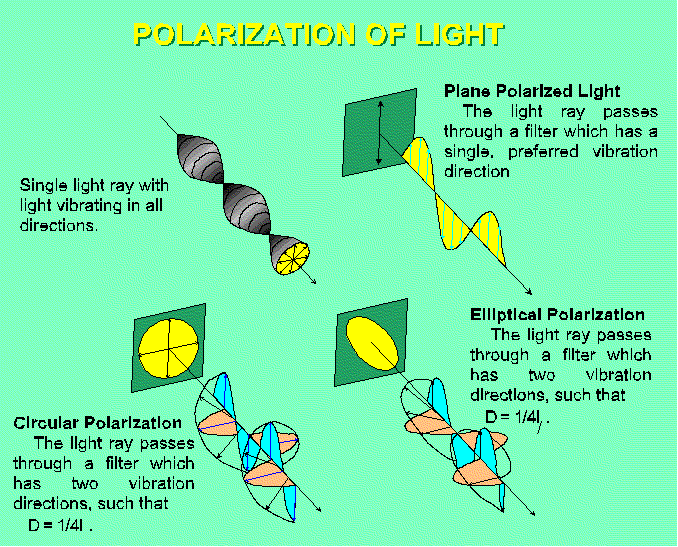 POLARIZATION OF LIGHT
Plane Polarized Light
The light ray passes
through a filter which has a
single, preferred vibration
direction
Single light ray with
light vibrating in all
directions.
Elliptical Polarization
The light ray passes
through a filter which
has two vibration
directions, such that
D = 1/4l .
Circular Polarization
The light ray passes
through a filter which
has two vibration
directions, such that
D = 1/4l .